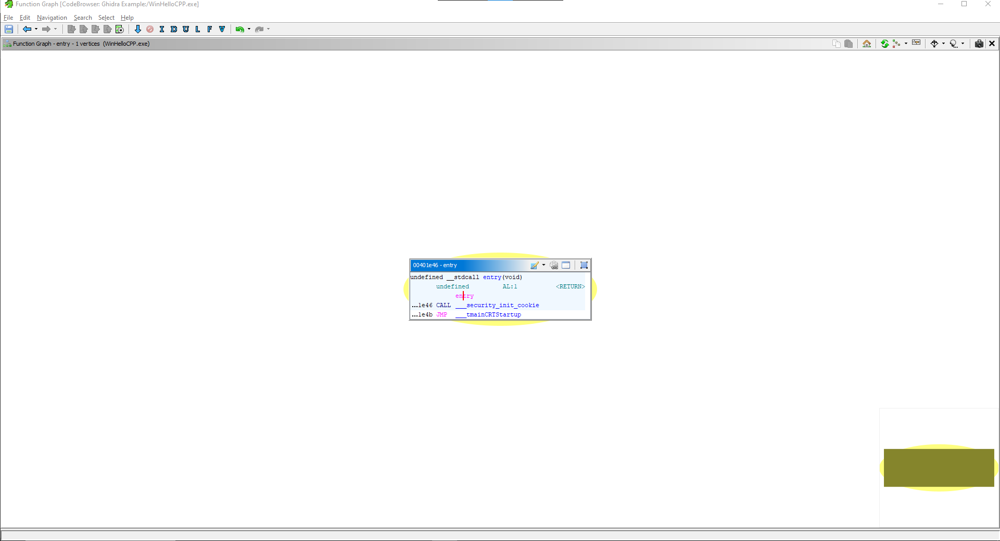 Function Graph [CodeBrowser: Ghidra Example:/WinHelloCPP.exe]
File Edit Navigation Search Select Help
I D U L F V
Function Graph - entry - 1 vertices (WinHelloCPP.exe)
00401e46 - entry
undefined __stdcall entry(void)
undefined AL:1 <RETURN>
entry
...1e46 CALL ___security_init_cookie
...1e4b JMP ___tmainCRTStartup